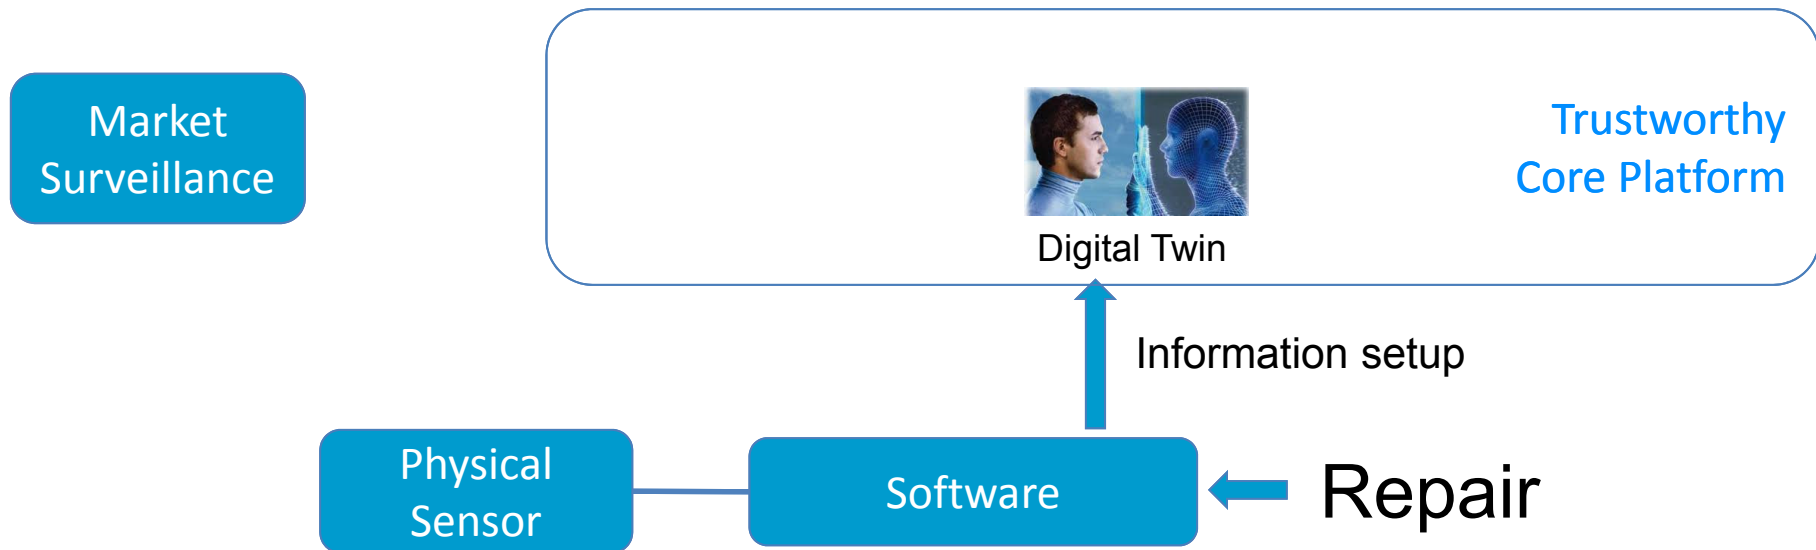 Market
Surveillance
Trustworthy
Core Platform
Digital Twin
Information setup
Physical
Sensor
Software
Repair